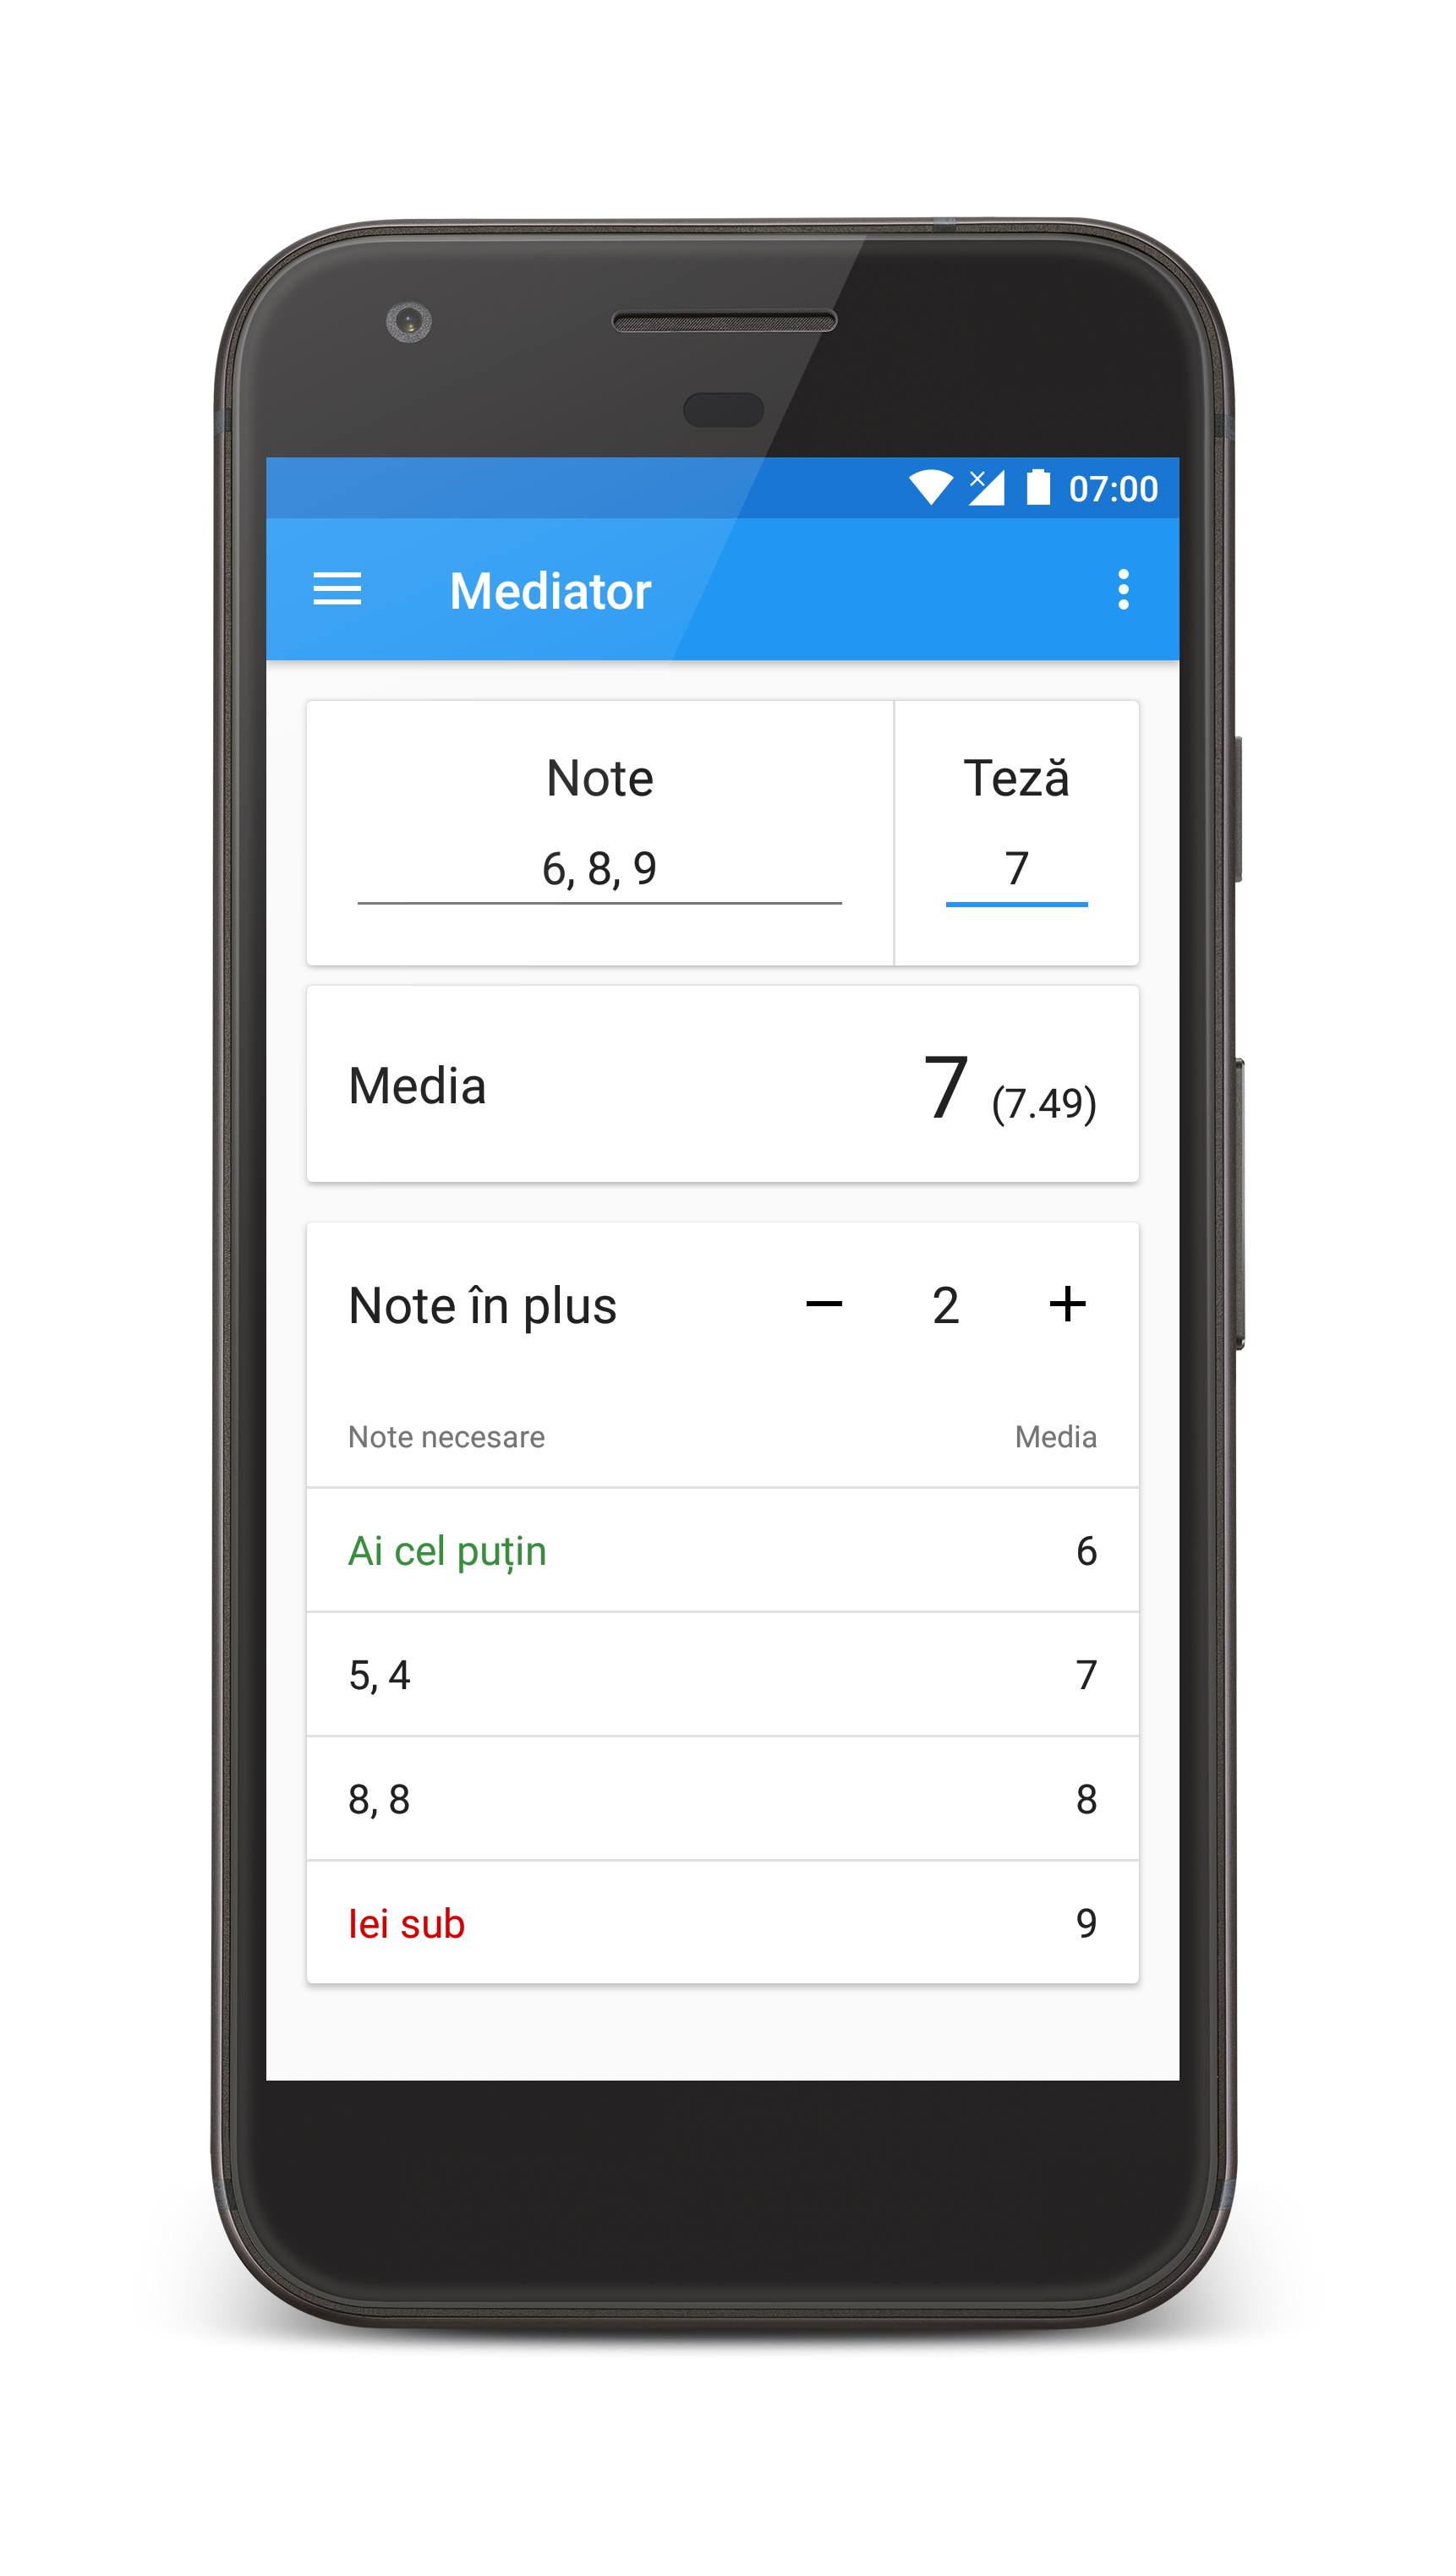 07:00
Mediator
Note
Teză
6, 8, 9
7
Media
7 (7.49)
Note în plus
2
Note necesare
Media
Ai cel puțin
6
5, 4
7
8, 8
8
Iei sub
9